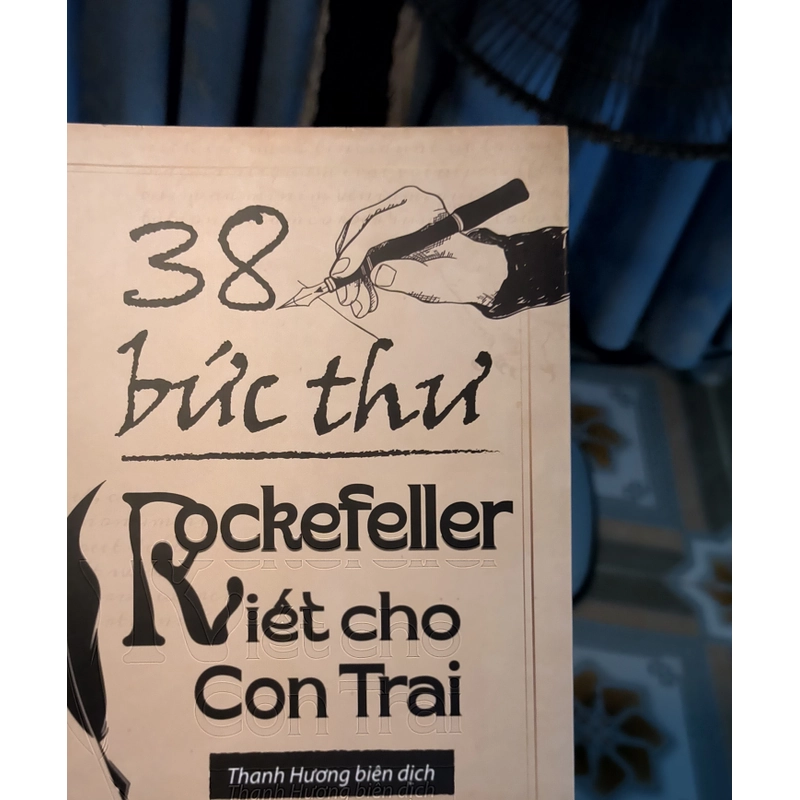 38
bức thư
Rockefeller
Viết cho
Con Trai
Thanh Hương biên dịch